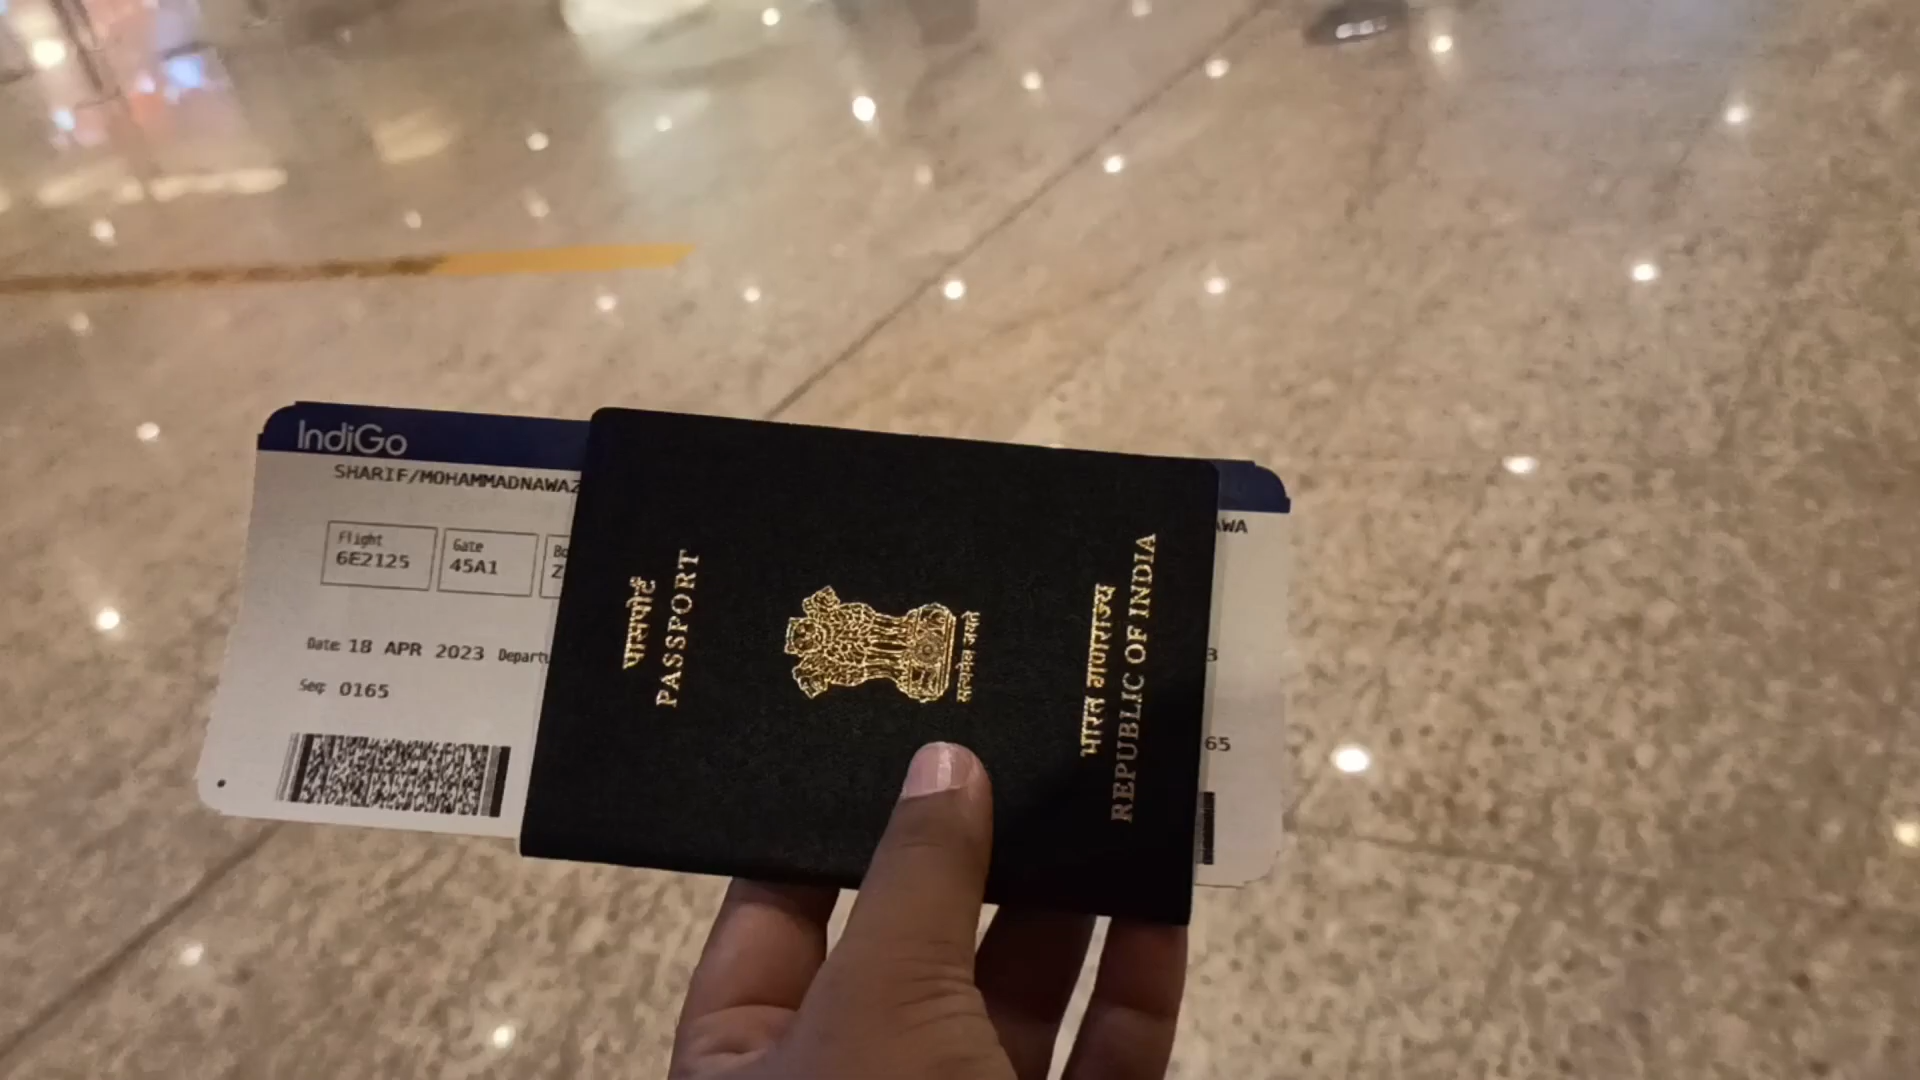 IndiGo
SHARIF/MOHAMMADNAWAZ
Flight
6E2125
Gate
45A1
Date 18 APR 2023
Seq 0165
पासपोर्ट
PASSPORT
सत्यमेव जयते
भारत गणराज्य
REPUBLIC OF INDIA